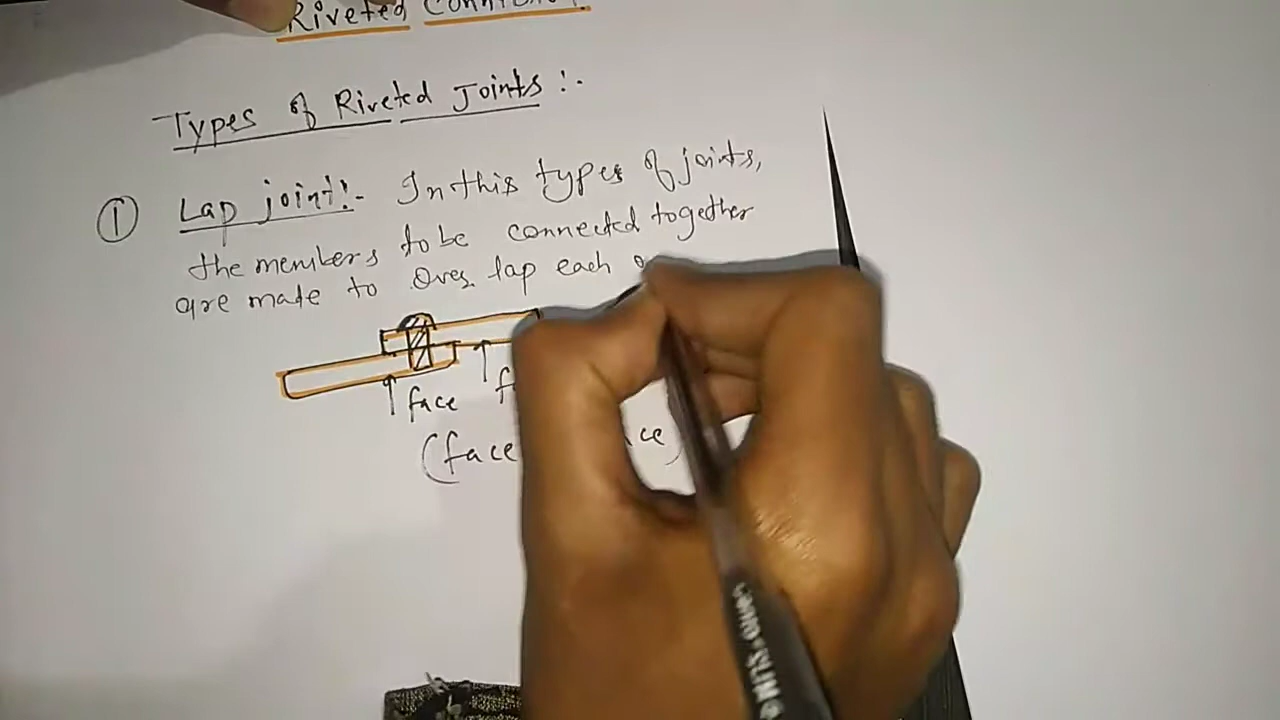 Riveted
Types of Riveted Joints :-
① Lap joint :- In this types of joints,
the members to be connected together
are made to Over lap each
face
(face ce)